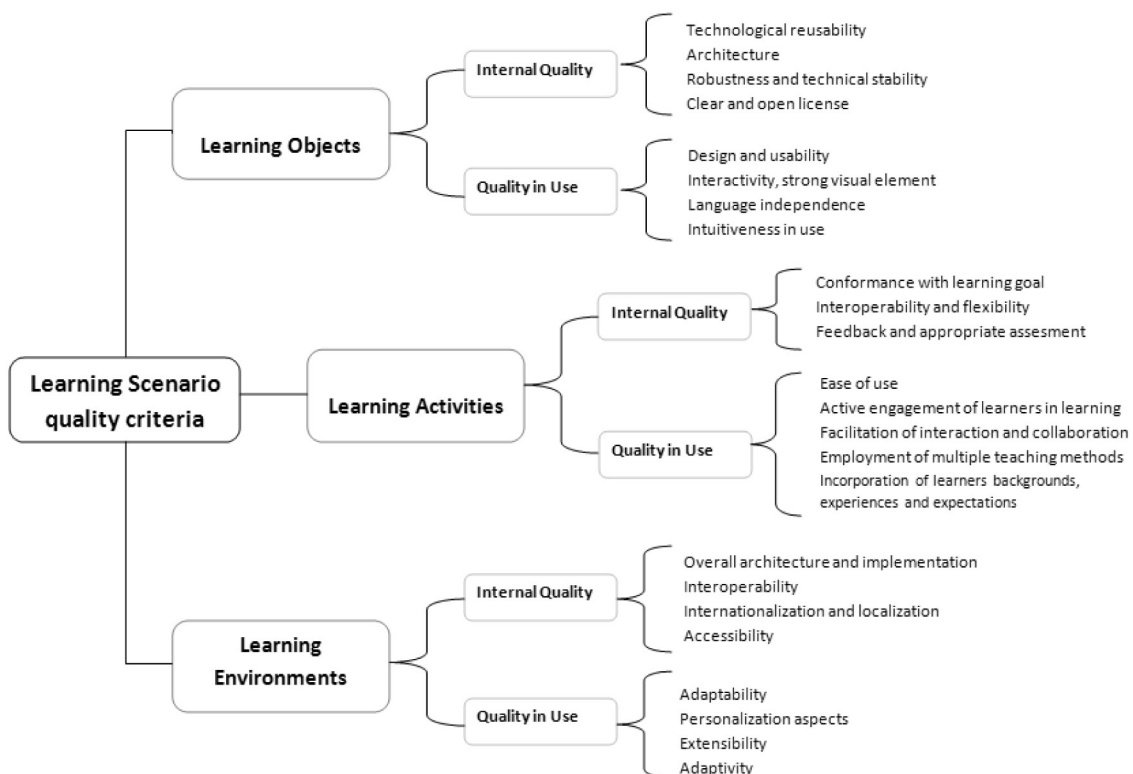 Learning Scenario
quality criteria
Learning Objects
Internal Quality
Technological reusability
Architecture
Robustness and technical stability
Clear and open license
Quality in Use
Design and usability
Interactivity, strong visual element
Language independence
Intuitiveness in use
Learning Activities
Internal Quality
Conformance with learning goal
Interoperability and flexibility
Feedback and appropriate assesment
Quality in Use
Ease of use
Active engagement of learners in learning
Facilitation of interaction and collaboration
Employment of multiple teaching methods
Incorporation of learners backgrounds,
experiences and expectations
Learning
Environments
Internal Quality
Overall architecture and implementation
Interoperability
Internationalization and localization
Accessibility
Quality in Use
Adaptability
Personalization aspects
Extensibility
Adaptivity